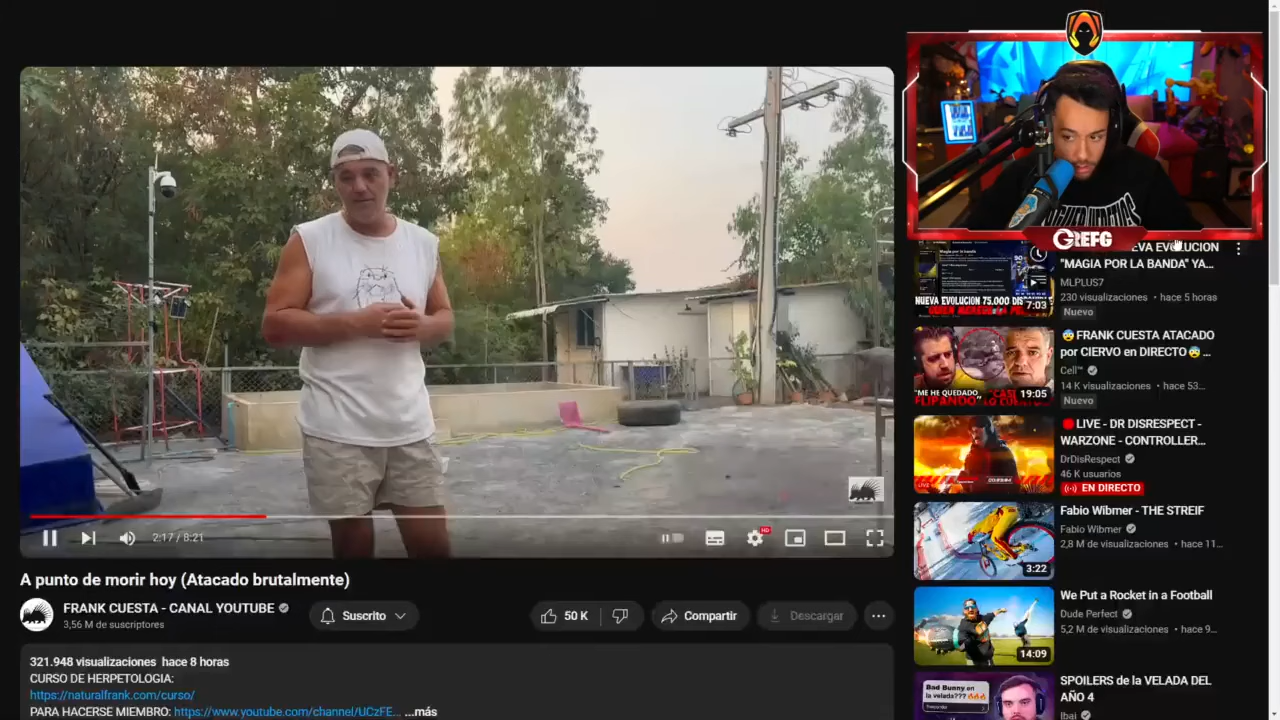 2:17 / 8:21
HD
A punto de morir hoy (Atacado brutalmente)
FRANK CUESTA - CANAL YOUTUBE
3,56 M de suscriptores
Suscrito
50 K
Compartir
Descargar
321.948 visualizaciones hace 8 horas
CURSO DE HERPETOLOGIA:
https://naturalfrank.com/curso/
PARA HACERSE MIEMBRO: https://www.youtube.com/channel/UCzFE... ...más
GREFG
EVA EVOLUCION
"MAGIA POR LA BANDA" YA...
MLPLUS7
230 visualizaciones • hace 5 horas
Nuevo
7:03
😨FRANK CUESTA ATACADO
por CIERVO en DIRECTO😨...
Cell™
14 K visualizaciones • hace 53...
Nuevo
"ME HE QUEDADO
FLIPANDO"
19:05
🔴LIVE - DR DISRESPECT -
WARZONE - CONTROLLER...
DrDisRespect
46 K usuarios
EN DIRECTO
Fabio Wibmer - THE STREIF
Fabio Wibmer
2,8 M de visualizaciones • hace 11...
3:22
We Put a Rocket in a Football
Dude Perfect
5,2 M de visualizaciones • hace 9...
14:09
SPOILERS de la VELADA DEL
AÑO 4
Ibai
Bad Bunny en
la velada???